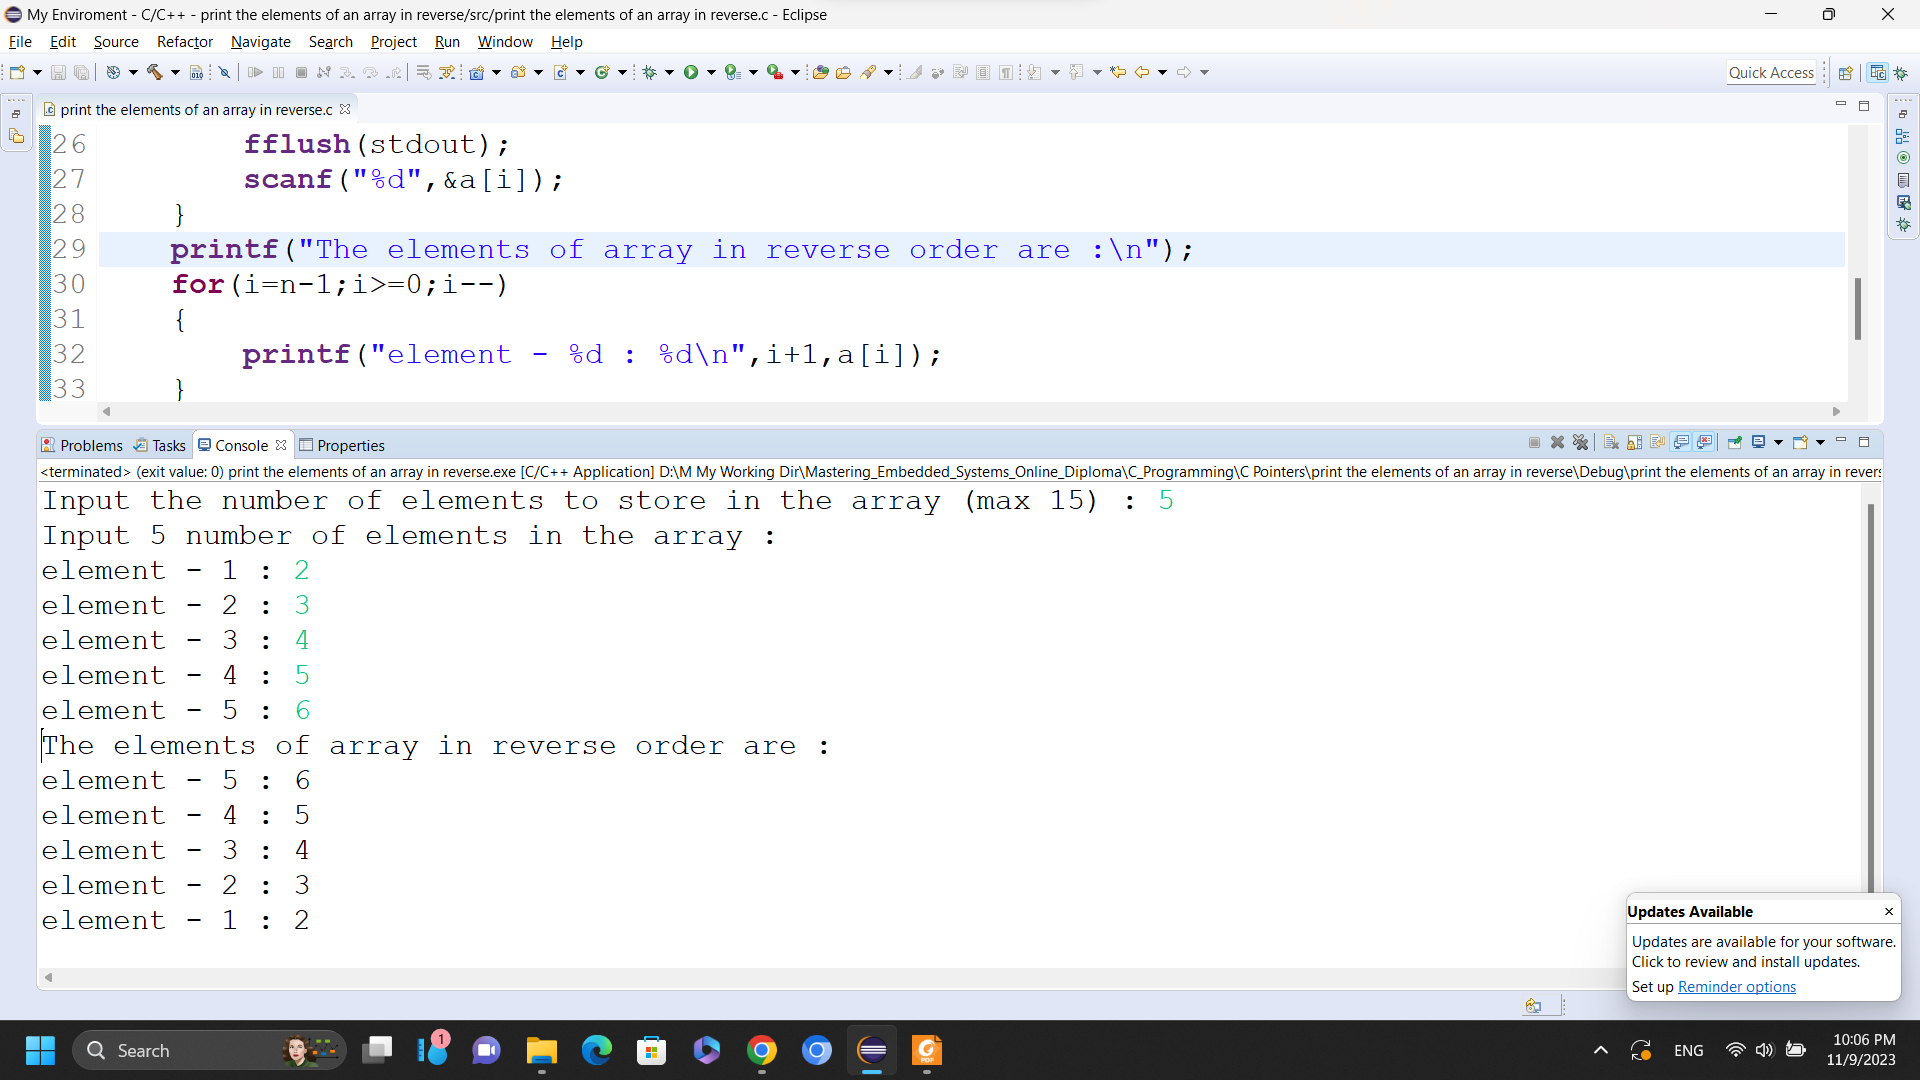 My Enviroment - C/C++ - print the elements of an array in reverse/src/print the elements of an array in reverse.c - Eclipse
File Edit Source Refactor Navigate Search Project Run Window Help
Quick Access
print the elements of an array in reverse.c
26 fflush(stdout);
27 scanf("%d",&a[i]);
28 }
29 printf("The elements of array in reverse order are :\n");
30 for(i=n-1;i>=0;i--)
31 {
32 printf("element - %d : %d\n",i+1,a[i]);
33 }
Problems Tasks Console Properties
<terminated> (exit value: 0) print the elements of an array in reverse.exe [C/C++ Application] D:\M My Working Dir\Mastering_Embedded_Systems_Online_Diploma\C_Programming\C Pointers\print the elements of an array in reverse\Debug\print the elements of an array in revers
Input the number of elements to store in the array (max 15) : 5
Input 5 number of elements in the array :
element - 1 : 2
element - 2 : 3
element - 3 : 4
element - 4 : 5
element - 5 : 6
The elements of array in reverse order are :
element - 5 : 6
element - 4 : 5
element - 3 : 4
element - 2 : 3
element - 1 : 2
Updates Available
Updates are available for your software.
Click to review and install updates.
Set up Reminder options
Search
1
PDF
ENG
10:06 PM
11/9/2023